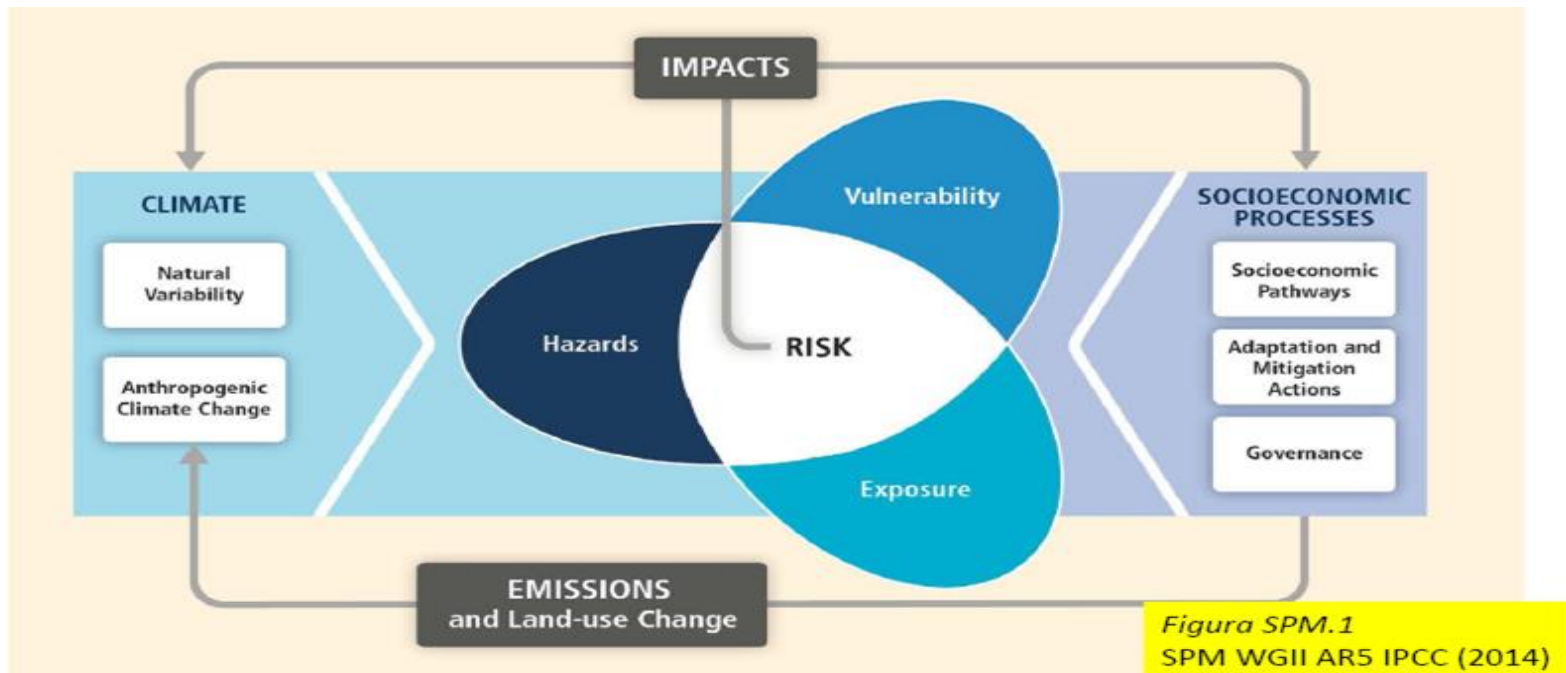 IMPACTS
CLIMATE
Natural
Variability
Anthropogenic
Climate Change
Vulnerability
Hazards
RISK
Exposure
SOCIOECONOMIC
PROCESSES
Socioeconomic
Pathways
Adaptation and
Mitigation
Actions
Governance
EMISSIONS
and Land-use Change
Figura SPM.1
SPM WGII AR5 IPCC (2014)